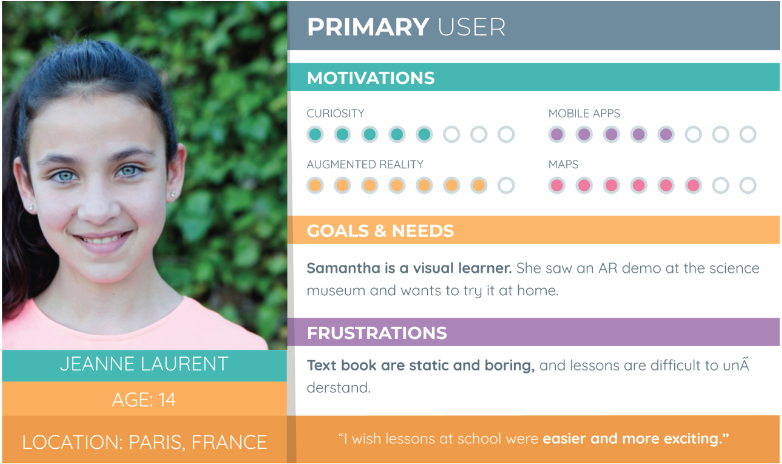 PRIMARY USER
MOTIVATIONS
CURIOSITY
MOBILE APPS
AUGMENTED REALITY
MAPS
GOALS & NEEDS
Samantha is a visual learner. She saw an AR demo at the science
museum and wants to try it at home.
FRUSTRATIONS
Text book are static and boring, and lessons are difficult to unÃ
derstand.
JEANNE LAURENT
AGE: 14
LOCATION: PARIS, FRANCE
“I wish lessons at school were easier and more exciting.”